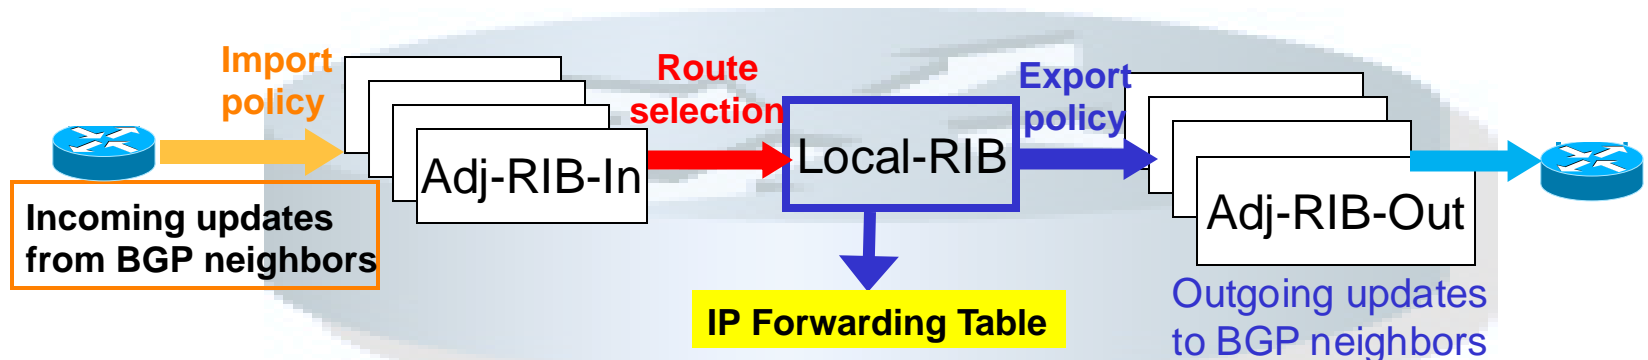 Import
policy
Incoming updates
from BGP neighbors
Adj-RIB-In
Route
selection
Local-RIB
IP Forwarding Table
Export
policy
Adj-RIB-Out
Outgoing updates
to BGP neighbors